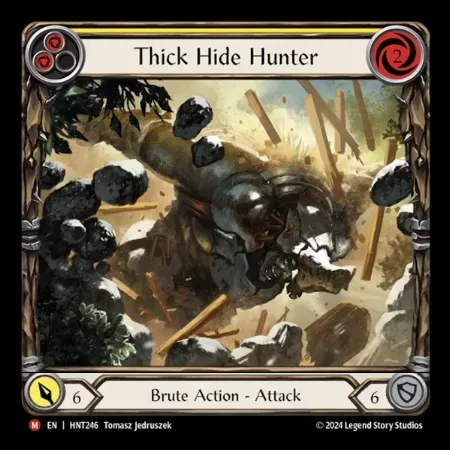 Thick Hide Hunter
2
6
Brute Action - Attack
6
M EN | HNT246 Tomasz Jedruszek
© 2024 Legend Story Studios